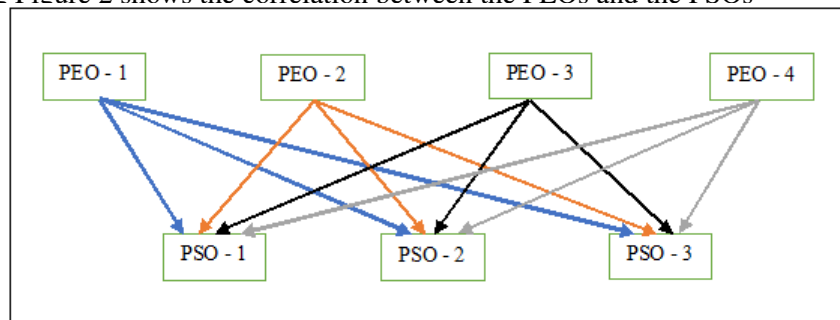 Figure 2 shows the correlation between the PEOs and the PSOs
PEO - 1 PEO - 2 PEO - 3 PEO - 4
PSO - 1 PSO - 2 PSO - 3